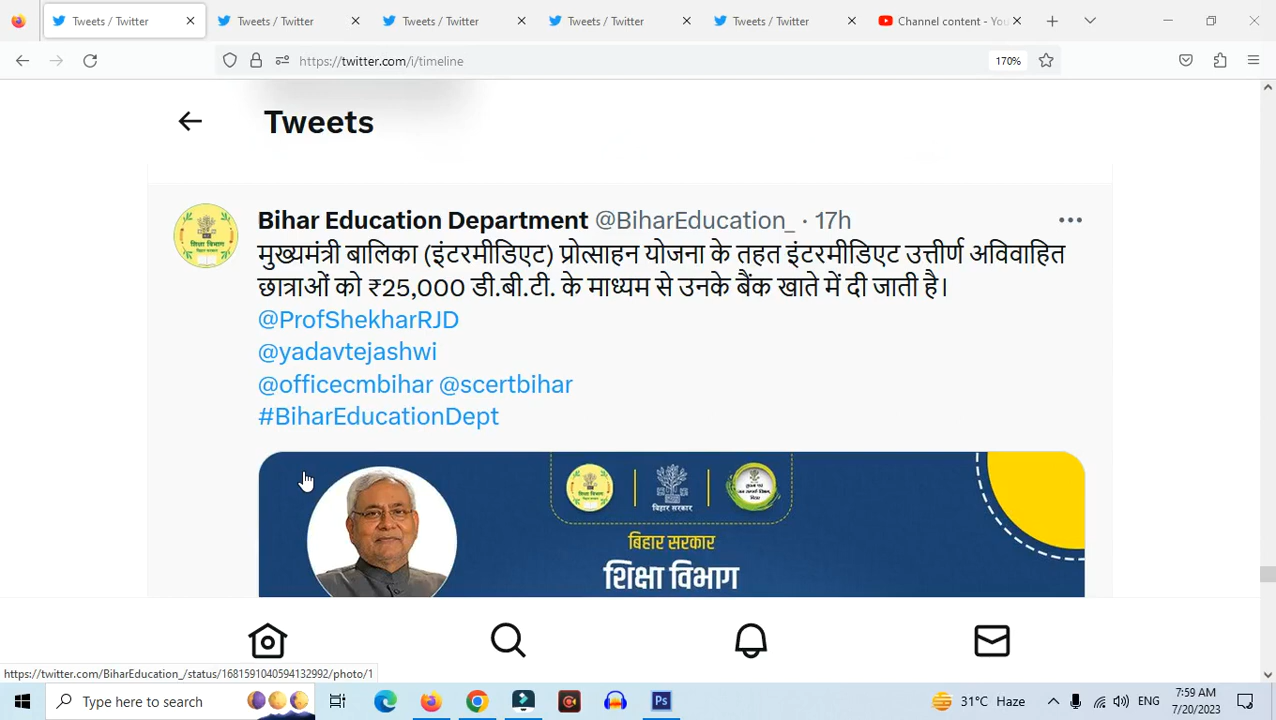 Tweets / Twitter
Tweets / Twitter
Tweets / Twitter
Tweets / Twitter
Tweets / Twitter
Channel content - You
https://twitter.com/i/timeline
170%
Tweets
Bihar Education Department @BiharEducation_ · 17h
मुख्यमंत्री बालिका (इंटरमीडिएट) प्रोत्साहन योजना के तहत इंटरमीडिएट उत्तीर्ण अविवाहित
छात्राओं को ₹25,000 डी.बी.टी. के माध्यम से उनके बैंक खाते में दी जाती है।
@ProfShekharRJD
@yadavtejashwi
@officecmbihar @scertbihar
#BiharEducationDept
बिहार सरकार
बिहार सरकार
शिक्षा विभाग
https://twitter.com/BiharEducation_/status/1681591040594132992/photo/1
Type here to search
Ps
31°C Haze
ENG
7:59 AM
7/20/2023